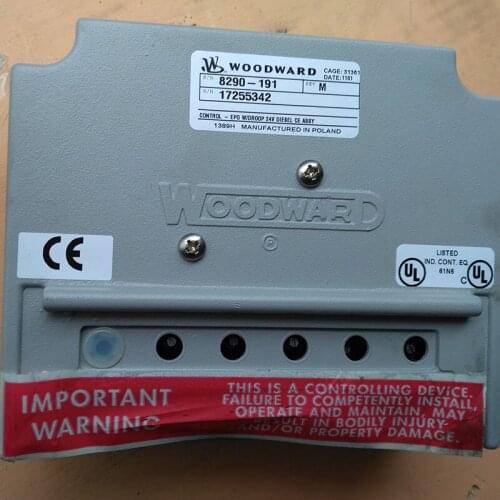 WOODWARD
CAGE: 31361
DATE: 1101
P/N 8290-191 REV M
S/N 17255342
CONTROL - EPG W/DROOP 24V DIESEL CE ASSY
1389H MANUFACTURED IN POLAND
WOODWARD
®
CE
LISTED
IND. CONT. EQ.
61N6
UL
C UL
IMPORTANT
WARNING
THIS IS A CONTROLLING DEVICE.
FAILURE TO COMPETENTLY INSTALL,
OPERATE AND MAINTAIN, MAY
RESULT IN BODILY INJURY-
AND/OR PROPERTY DAMAGE.